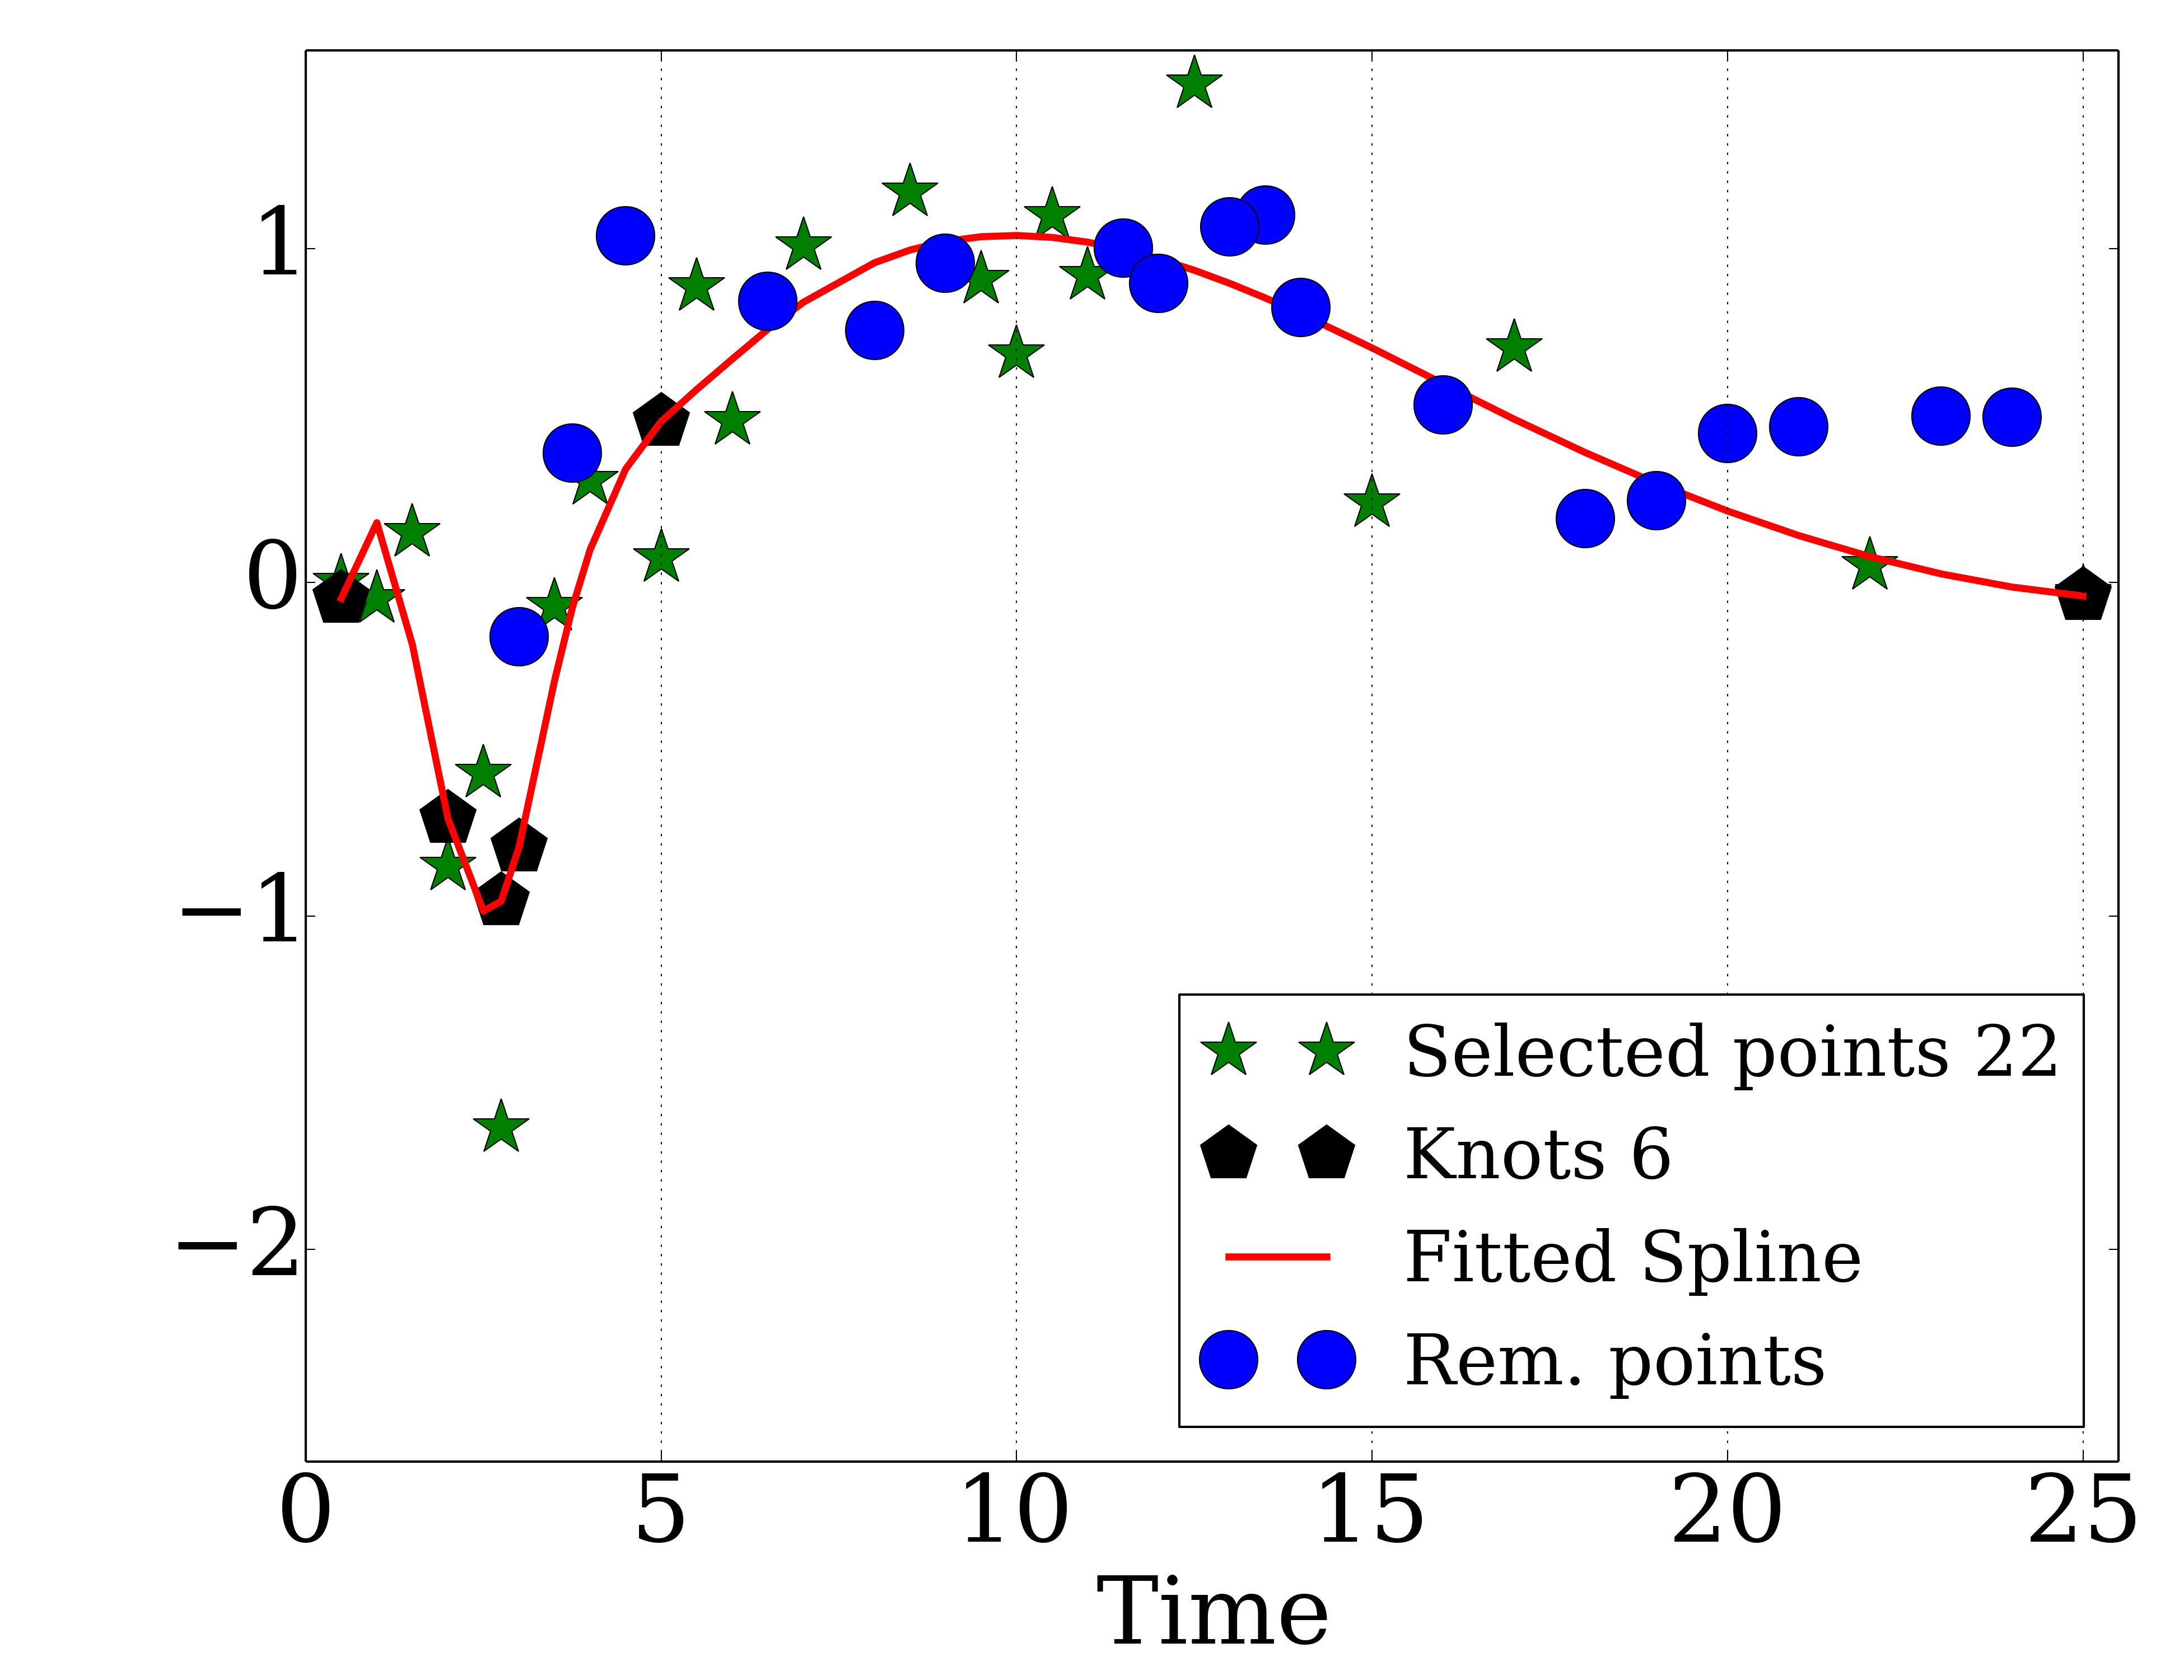 1
0
−1
−2
Selected points 22
Knots 6
Fitted Spline
Rem. points
0 5 10 15 20 25
Time